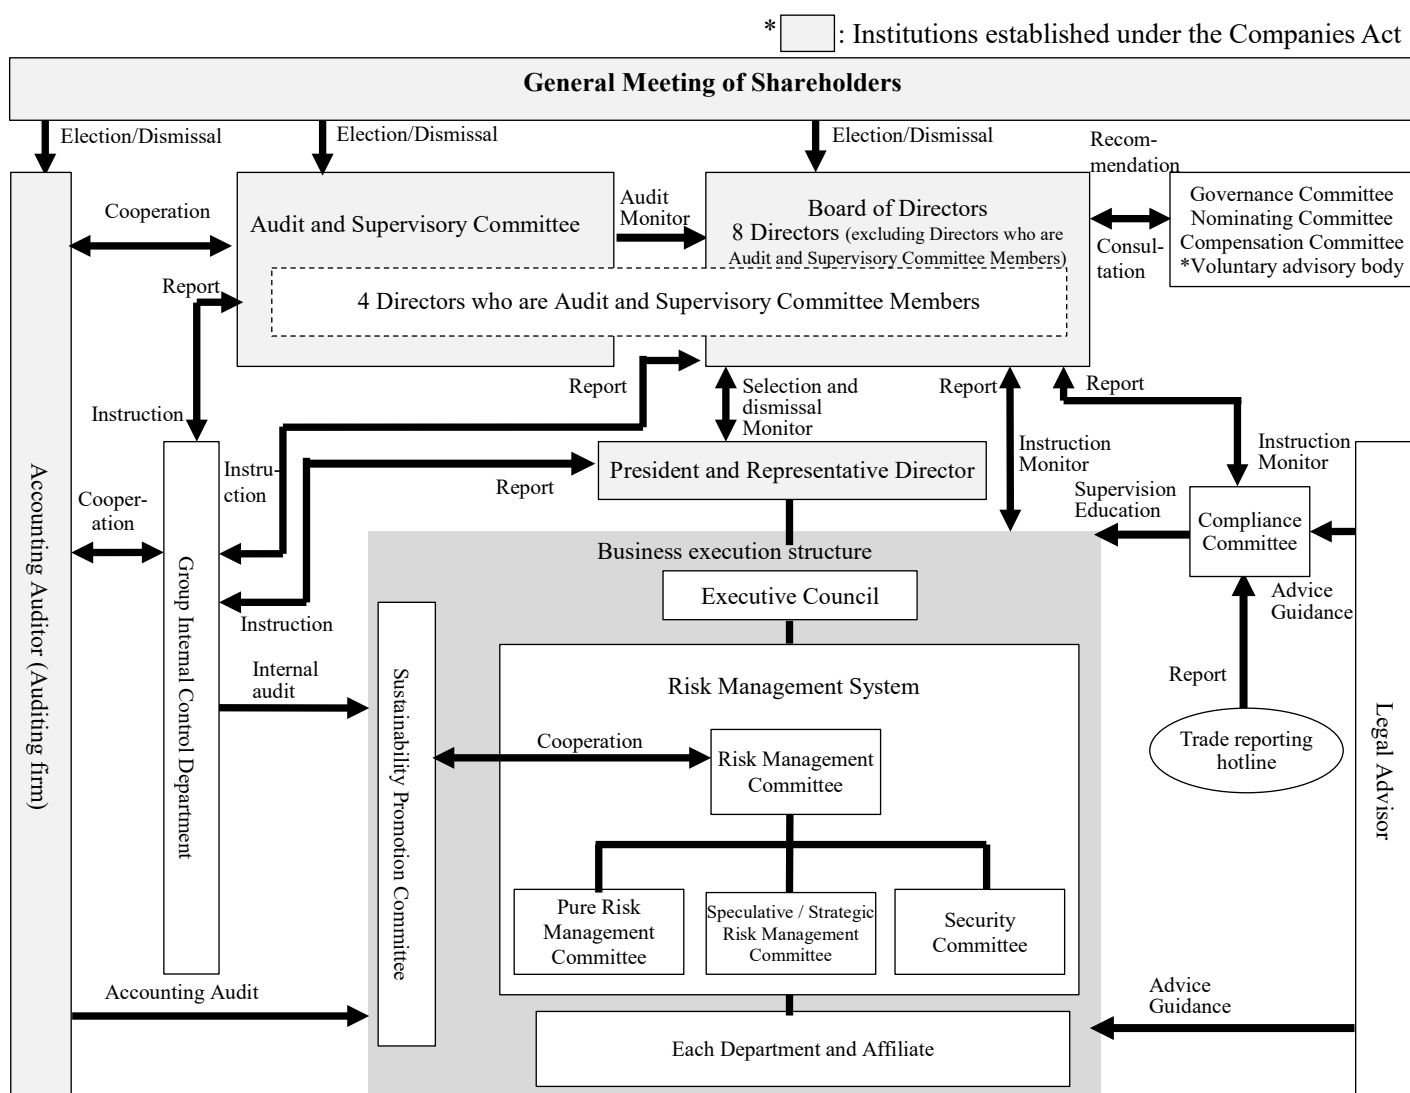 * : Institutions established under the Companies Act
General Meeting of Shareholders
Election/Dismissal
Election/Dismissal
Election/Dismissal
Recom-
mendation
Cooperation
Audit and Supervisory Committee
Audit
Monitor
Board of Directors
8 Directors (excluding Directors who are
Audit and Supervisory Committee Members)
Consul-
tation
Governance Committee
Nominating Committee
Compensation Committee
*Voluntary advisory body
Report
4 Directors who are Audit and Supervisory Committee Members
Instruction
Report
Selection and
dismissal
Monitor
Report
Instruction
Monitor
Report
Instruction
Monitor
Accounting Auditor (Auditing firm)
Cooper-
ation
Group Internal Control Department
Instru-
ction
Report
President and Representative Director
Supervision
Education
Compliance
Committee
Instruction
Business execution structure
Executive Council
Advice
Guidance
Internal
audit
Sustainability Promotion Committee
Risk Management System
Report
Trade reporting
hotline
Legal Advisor
Cooperation
Risk Management
Committee
Pure Risk
Management
Committee
Speculative / Strategic
Risk Management
Committee
Security
Committee
Accounting Audit
Advice
Guidance
Each Department and Affiliate